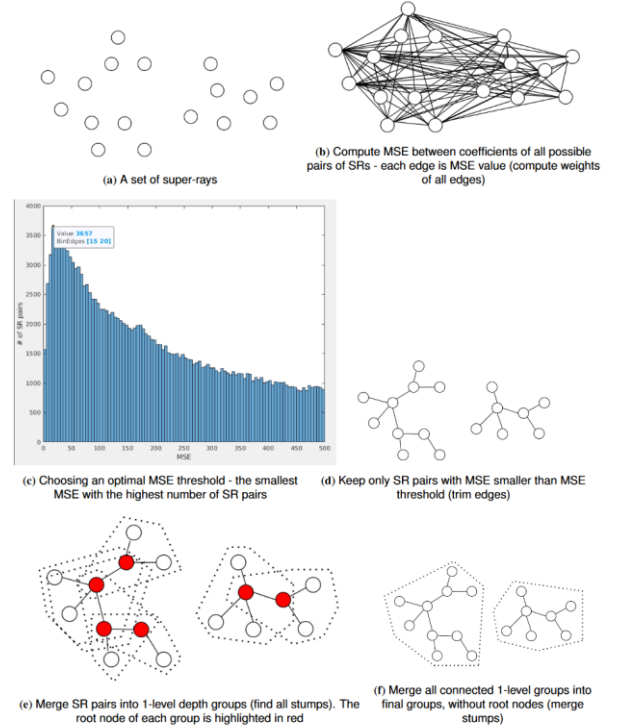 (a) A set of super-rays
(b) Compute MSE between coefficients of all possible
pairs of SRs - each edge is MSE value (compute weights
of all edges)
4000
3500
3000
2500
2000
1500
1000
500
0
# of SR pairs
Value 3657
BinEdges [15 20]
0 50 100 150 200 250 300 350 400 450 500
MSE
(c) Choosing an optimal MSE threshold - the smallest
MSE with the highest number of SR pairs
(d) Keep only SR pairs with MSE smaller than MSE
threshold (trim edges)
(e) Merge SR pairs into 1-level depth groups (find all stumps). The
root node of each group is highlighted in red
(f) Merge all connected 1-level groups into
final groups, without root nodes (merge
stumps)